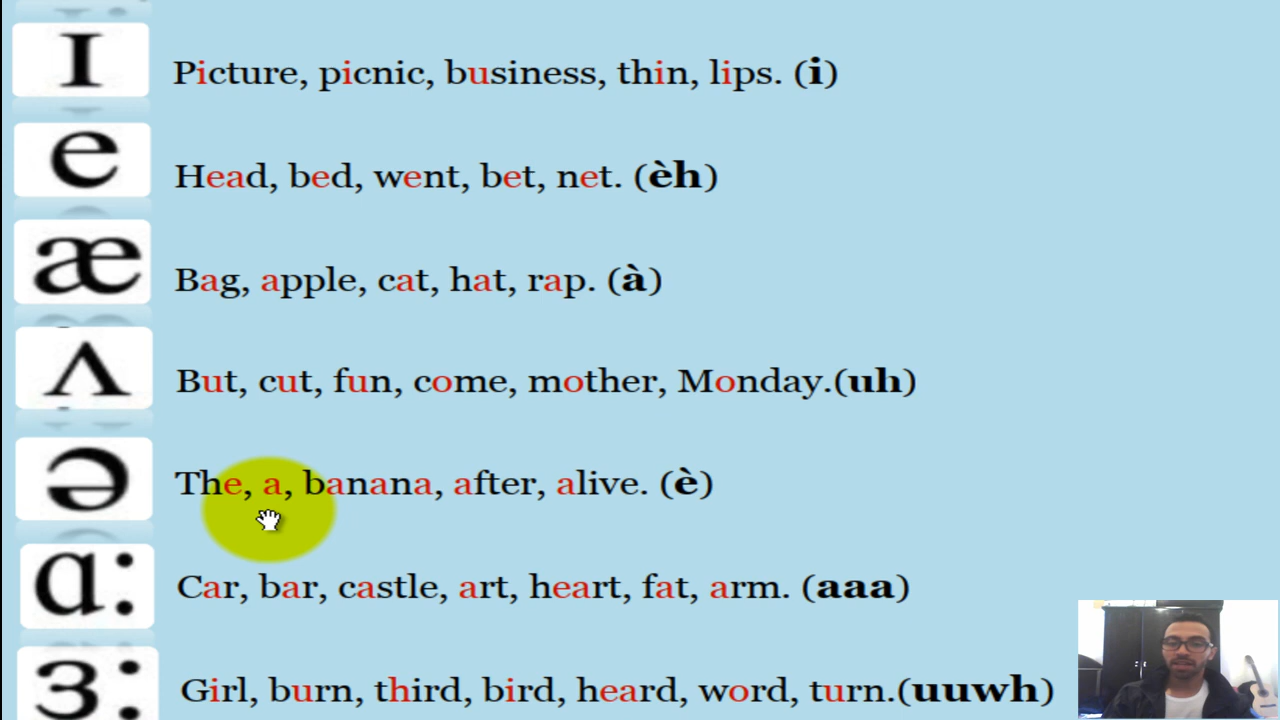 ɪ Picture, picnic, business, thin, lips. (i)
e Head, bed, went, bet, net. (èh)
æ Bag, apple, cat, hat, rap. (à)
ʌ But, cut, fun, come, mother, Monday.(uh)
ə The, a, banana, after, alive. (è)
ɑ: Car, bar, castle, art, heart, fat, arm. (aaa)
ɜ: Girl, burn, third, bird, heard, word, turn.(uuwh)